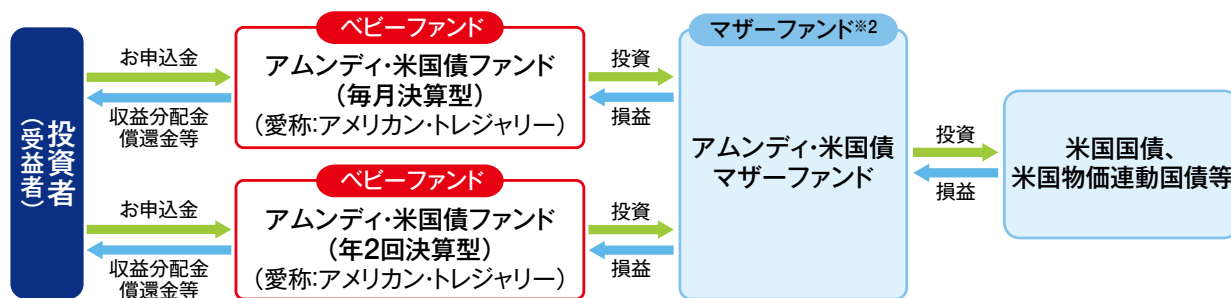 投資者
（受益者）
お申込金
収益分配金
償還金等
ベビーファンド
アムンディ・米国債ファンド
（毎月決算型）
（愛称:アメリカン・トレジャリー）
投資
損益
お申込金
収益分配金
償還金等
ベビーファンド
アムンディ・米国債ファンド
（年2回決算型）
（愛称:アメリカン・トレジャリー）
投資
損益
マザーファンド※2
アムンディ・米国債
マザーファンド
投資
損益
米国国債、
米国物価連動国債等